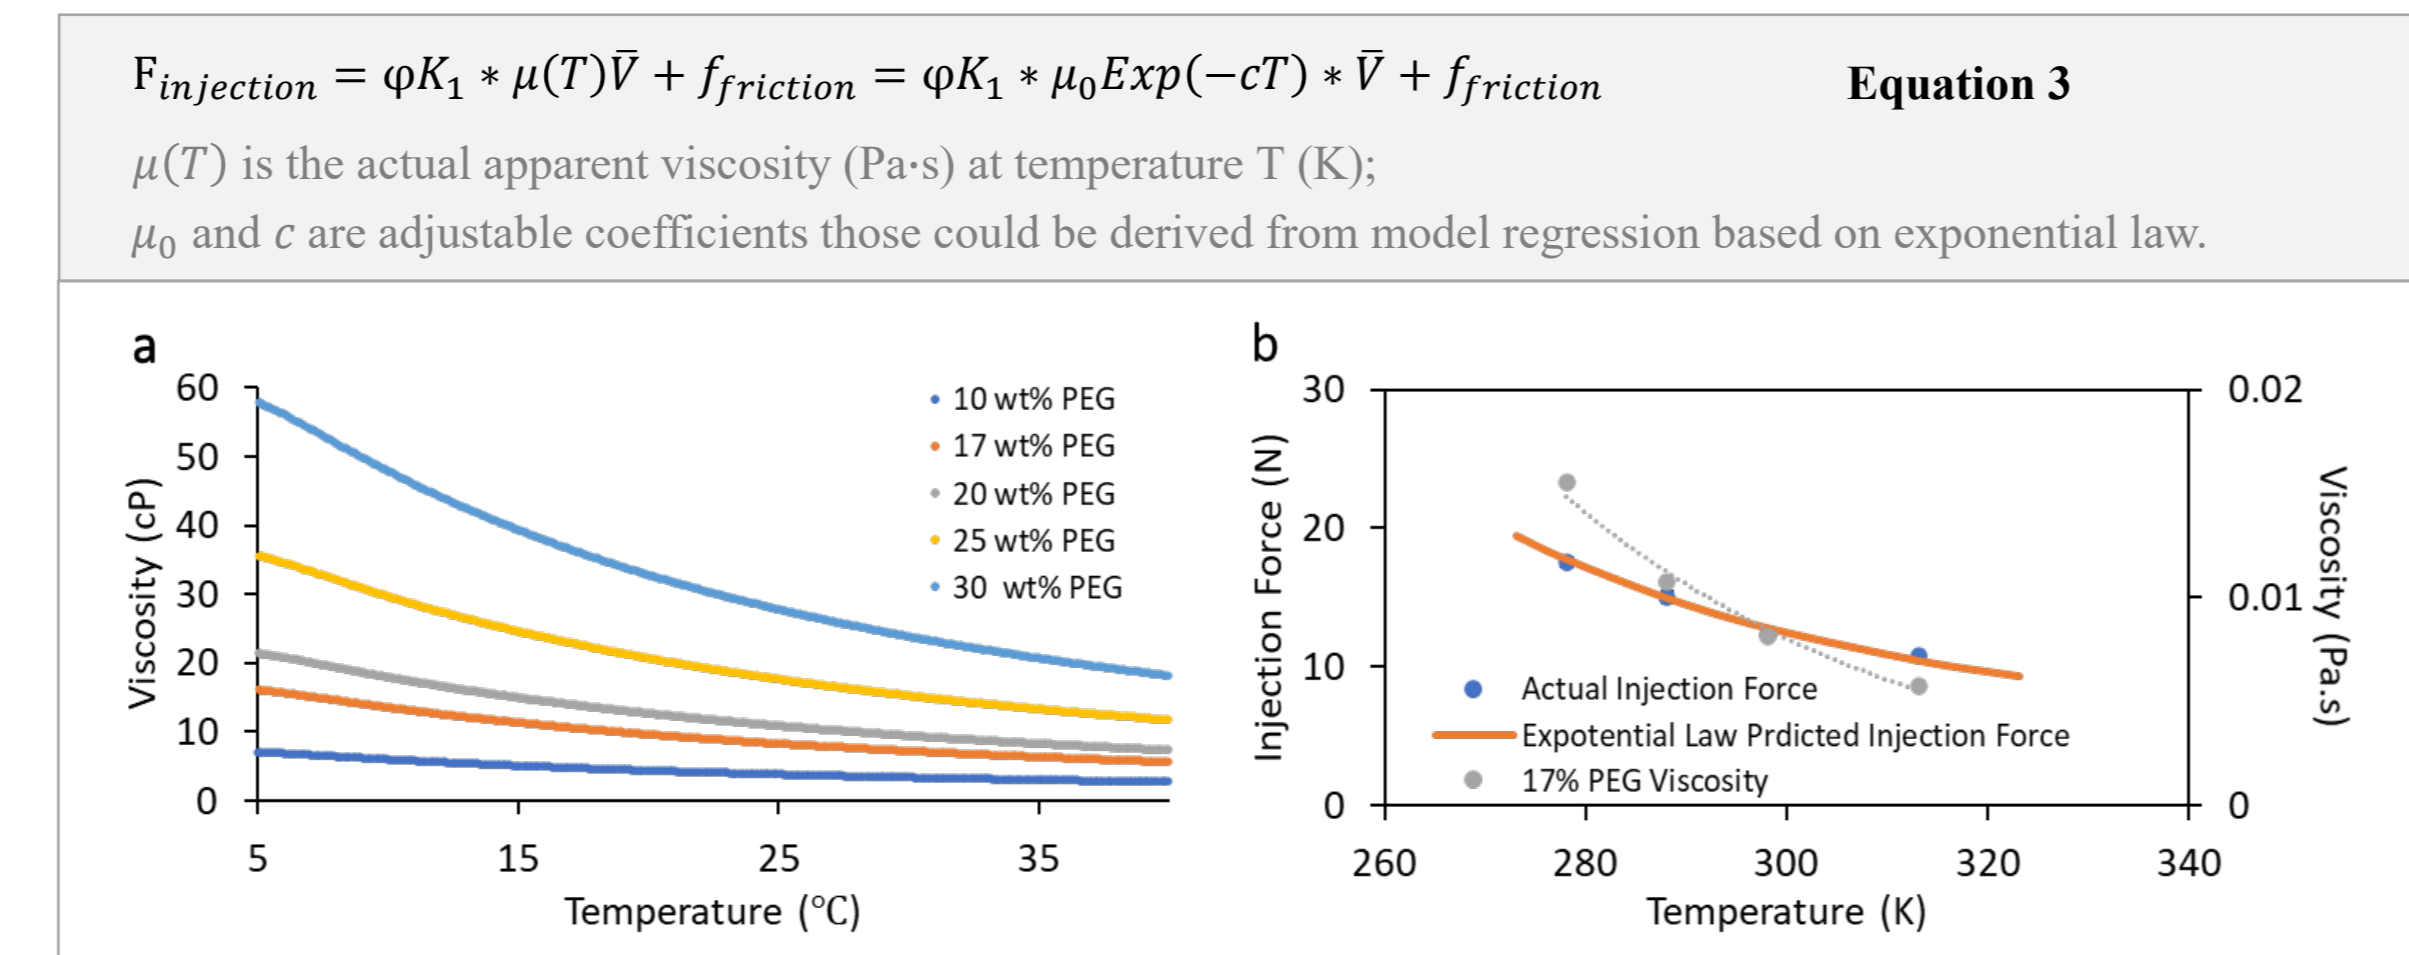 F_injection = φK₁ * μ(T)V̄ + f_friction = φK₁ * μ₀Exp(−cT) * V̄ + f_friction Equation 3
μ(T) is the actual apparent viscosity (Pa·s) at temperature T (K);
μ₀ and c are adjustable coefficients those could be derived from model regression based on exponential law.
a
Viscosity (cP)
60
50
40
30
20
10
0
5 15 25 35
Temperature (℃)
10 wt% PEG
17 wt% PEG
20 wt% PEG
25 wt% PEG
30 wt% PEG
b
Injection Force (N)
30
20
10
0
260 280 300 320 340
Temperature (K)
0.02
0.01
0
Viscosity (Pa.s)
Actual Injection Force
Expotential Law Prdicted Injection Force
17% PEG Viscosity